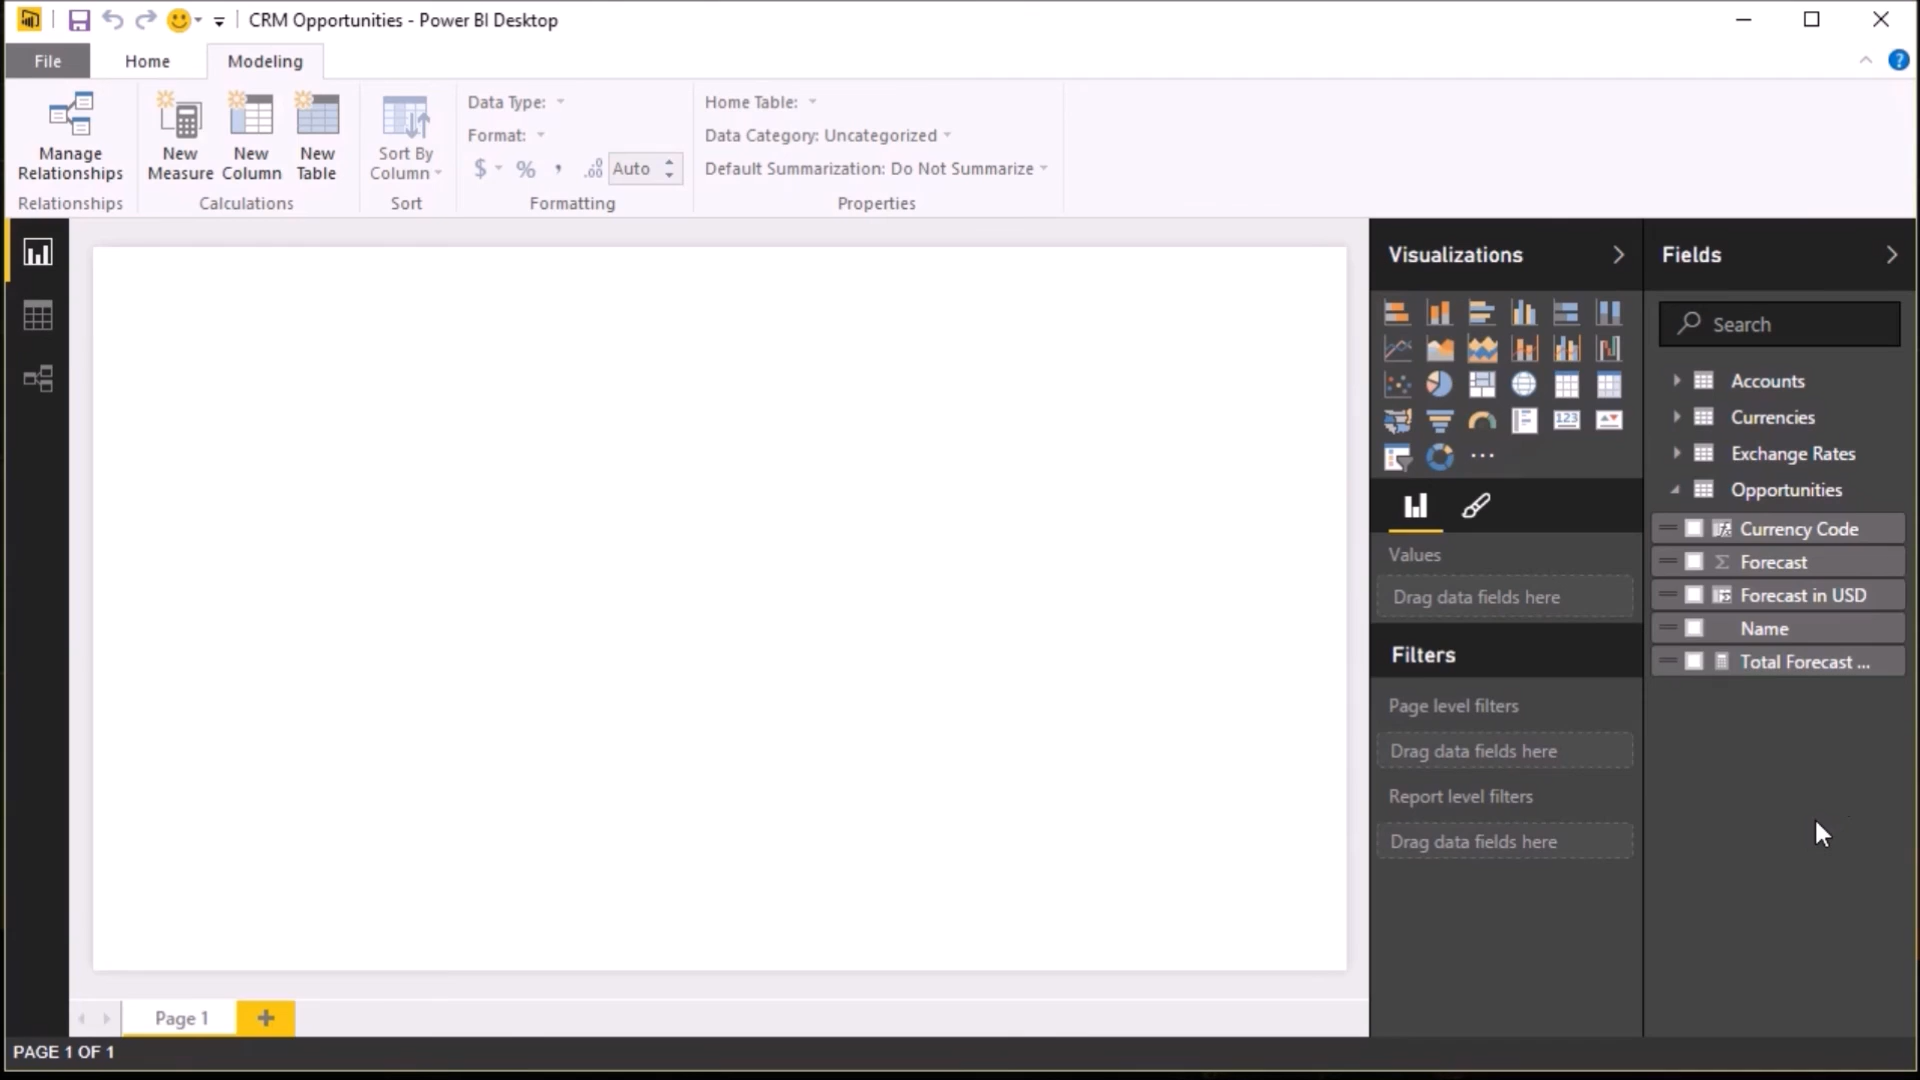 CRM Opportunities - Power BI Desktop
File Home Modeling
?
Manage Relationships
New Measure
New Column
New Table
Sort By Column
Data Type:
Format:
$ % , .00 Auto
Home Table:
Data Category: Uncategorized
Default Summarization: Do Not Summarize
Relationships Calculations Sort Formatting Properties
Visualizations
123
Values
Drag data fields here
Filters
Page level filters
Drag data fields here
Report level filters
Drag data fields here
Fields
Search
Accounts
Currencies
Exchange Rates
Opportunities
Currency Code
Σ Forecast
Forecast in USD
Name
Total Forecast ...
Page 1 +
PAGE 1 OF 1